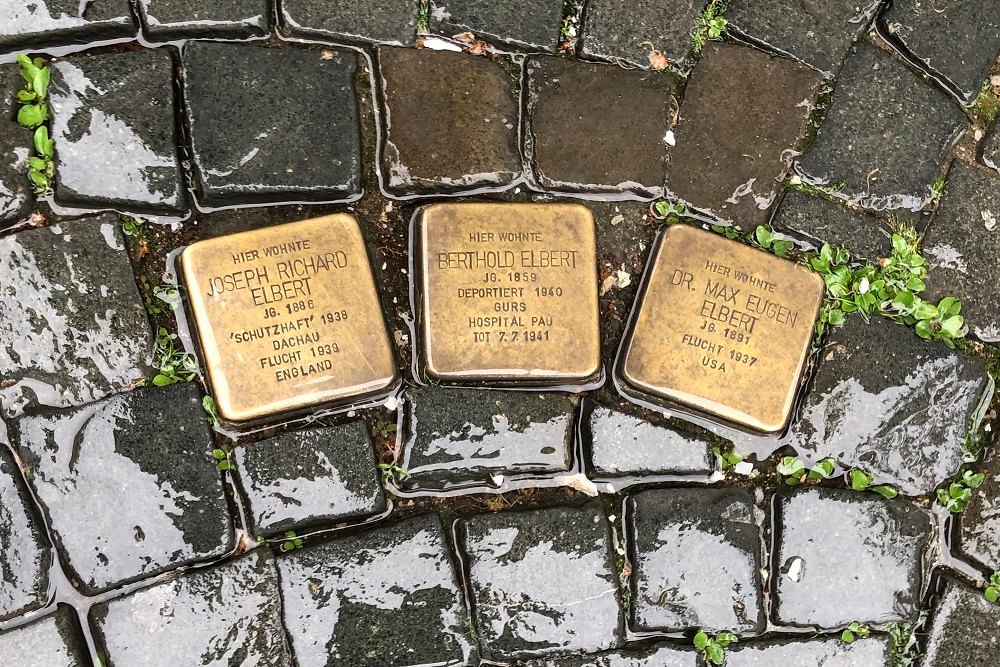 HIER WOHNTE
JOSEPH RICHARD
ELBERT
JG. 1886
'SCHUTZHAFT' 1938
DACHAU
FLUCHT 1939
ENGLAND
HIER WOHNTE
BERTHOLD ELBERT
JG. 1859
DEPORTIERT 1940
GURS
HOSPITAL PAU
TOT 7.7.1941
HIER WOHNTE
DR. MAX EUGEN
ELBERT
JG. 1891
FLUCHT 1937
USA